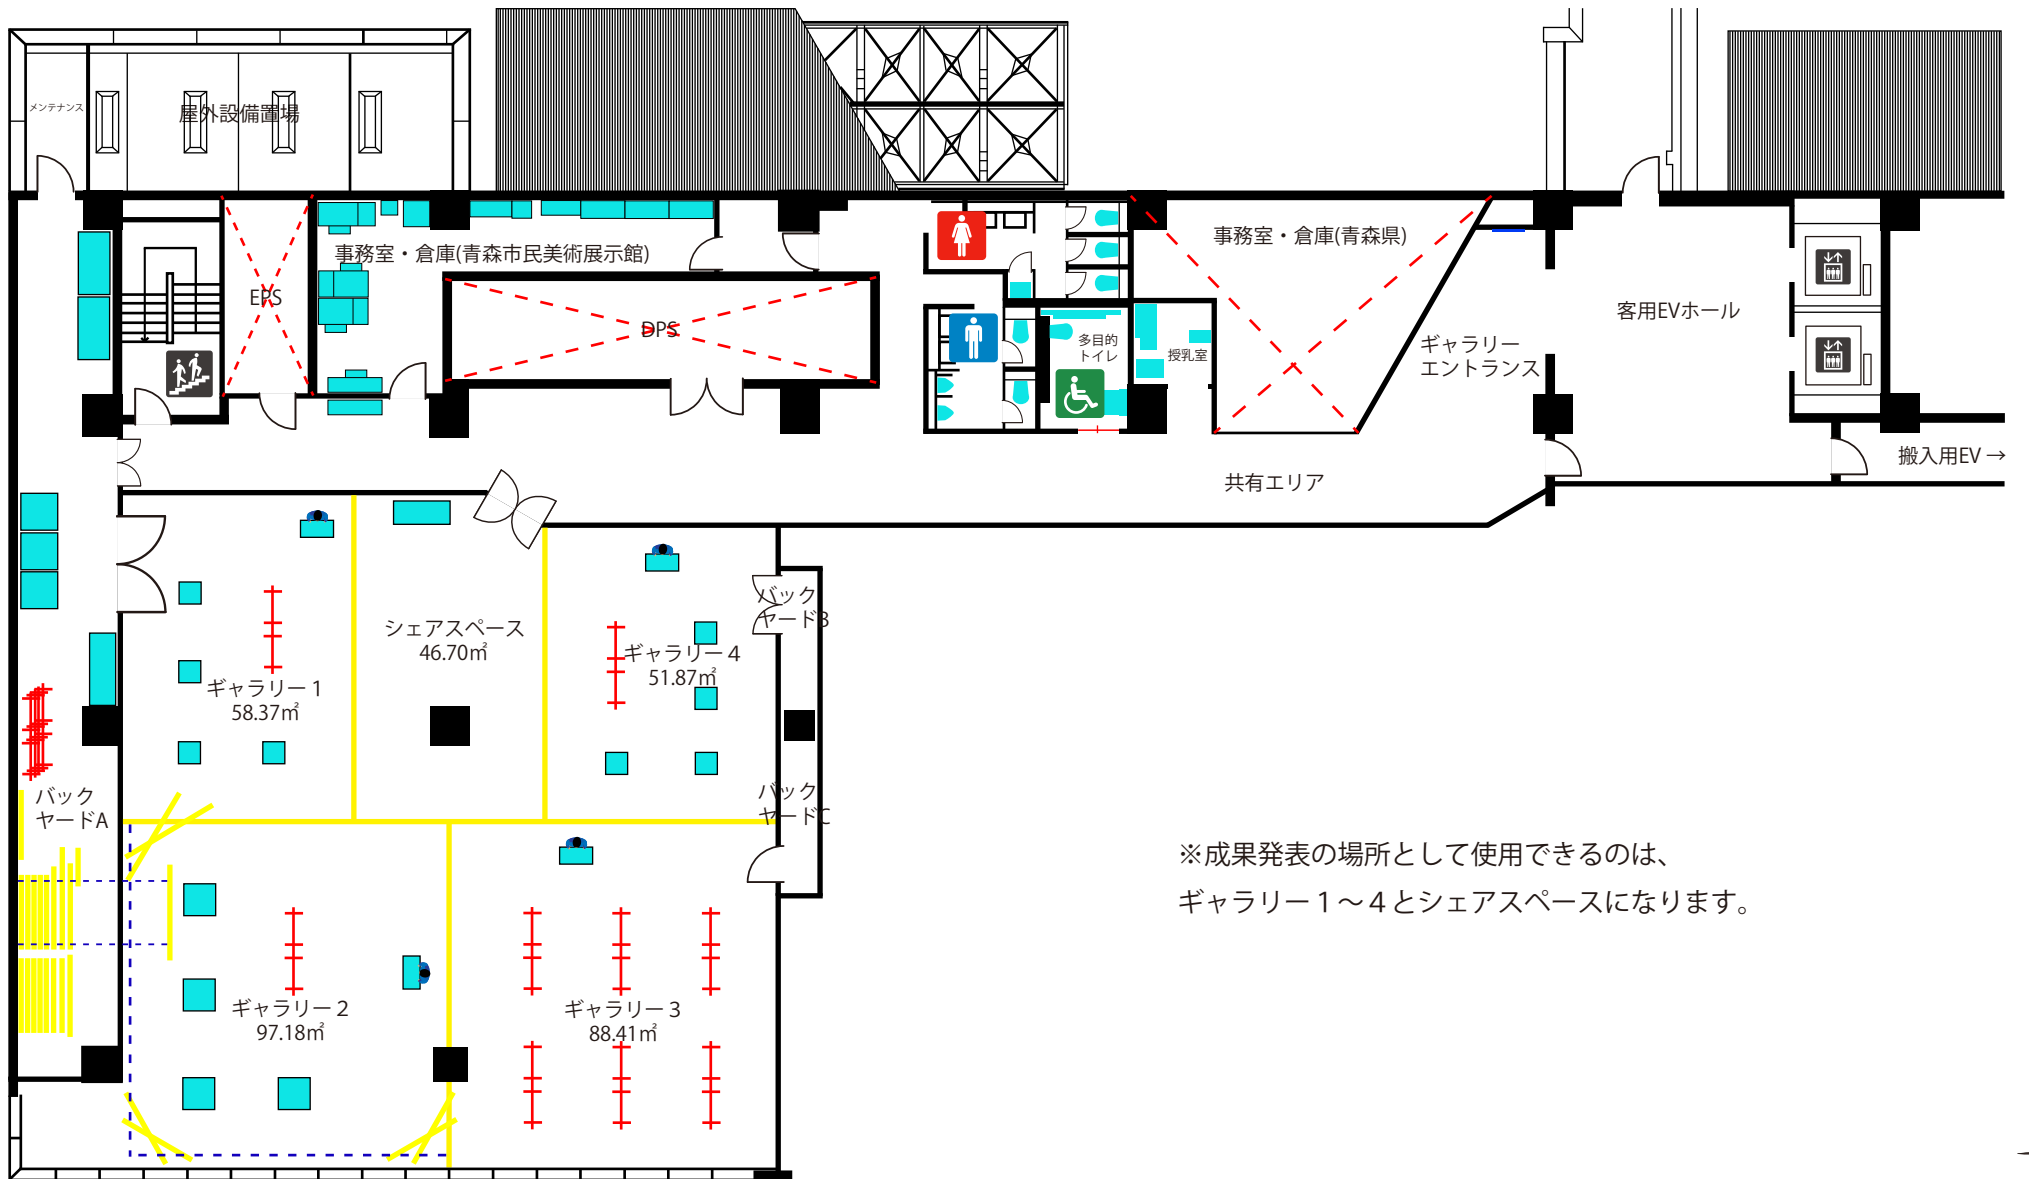 メンテナンス
屋外設備置場
事務室・倉庫(青森市民美術展示館)
EPS
DPS
事務室・倉庫(青森県)
多目的
トイレ
授乳室
ギャラリー
エントランス
客用EVホール
搬入用EV →
共有エリア
シェアスペース
46.70㎡
ギャラリー 4
51.87㎡
バック
ヤードB
ギャラリー 1
58.37㎡
バック
ヤードA
バック
ヤードC
ギャラリー 2
97.18㎡
ギャラリー 3
88.41㎡
※成果発表の場所として使用できるのは、
ギャラリー１～４とシェアスペースになります。